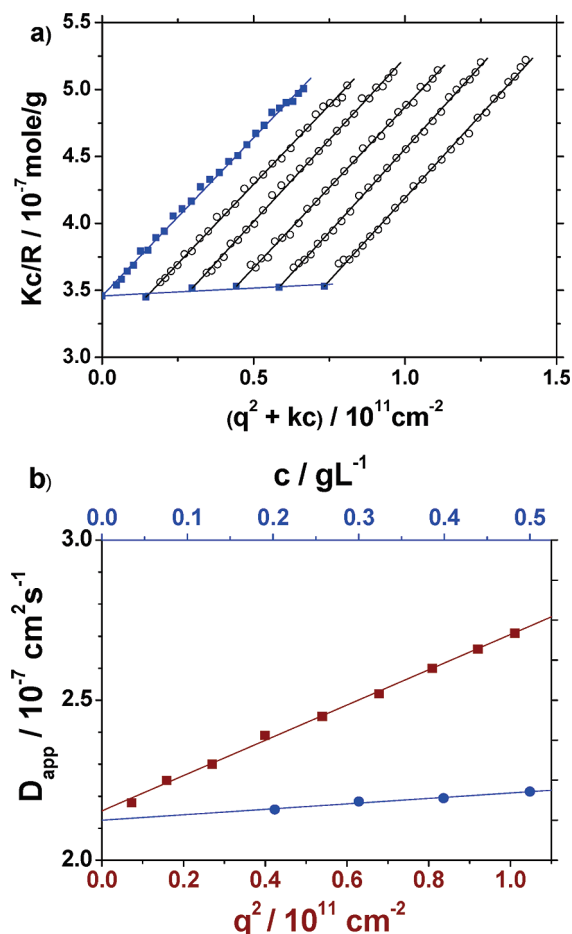 a)
5.5
5.0
4.5
4.0
3.5
3.0
Kc/R / 10⁻⁷mole/g
0.0 0.5 1.0 1.5
(q² + kc) / 10¹¹cm⁻²
b)
c / gL⁻¹
0.0 0.1 0.2 0.3 0.4 0.5
3.0
2.5
2.0
D_app / 10⁻⁷ cm² s⁻¹
0.0 0.2 0.4 0.6 0.8 1.0
q² / 10¹¹ cm⁻²